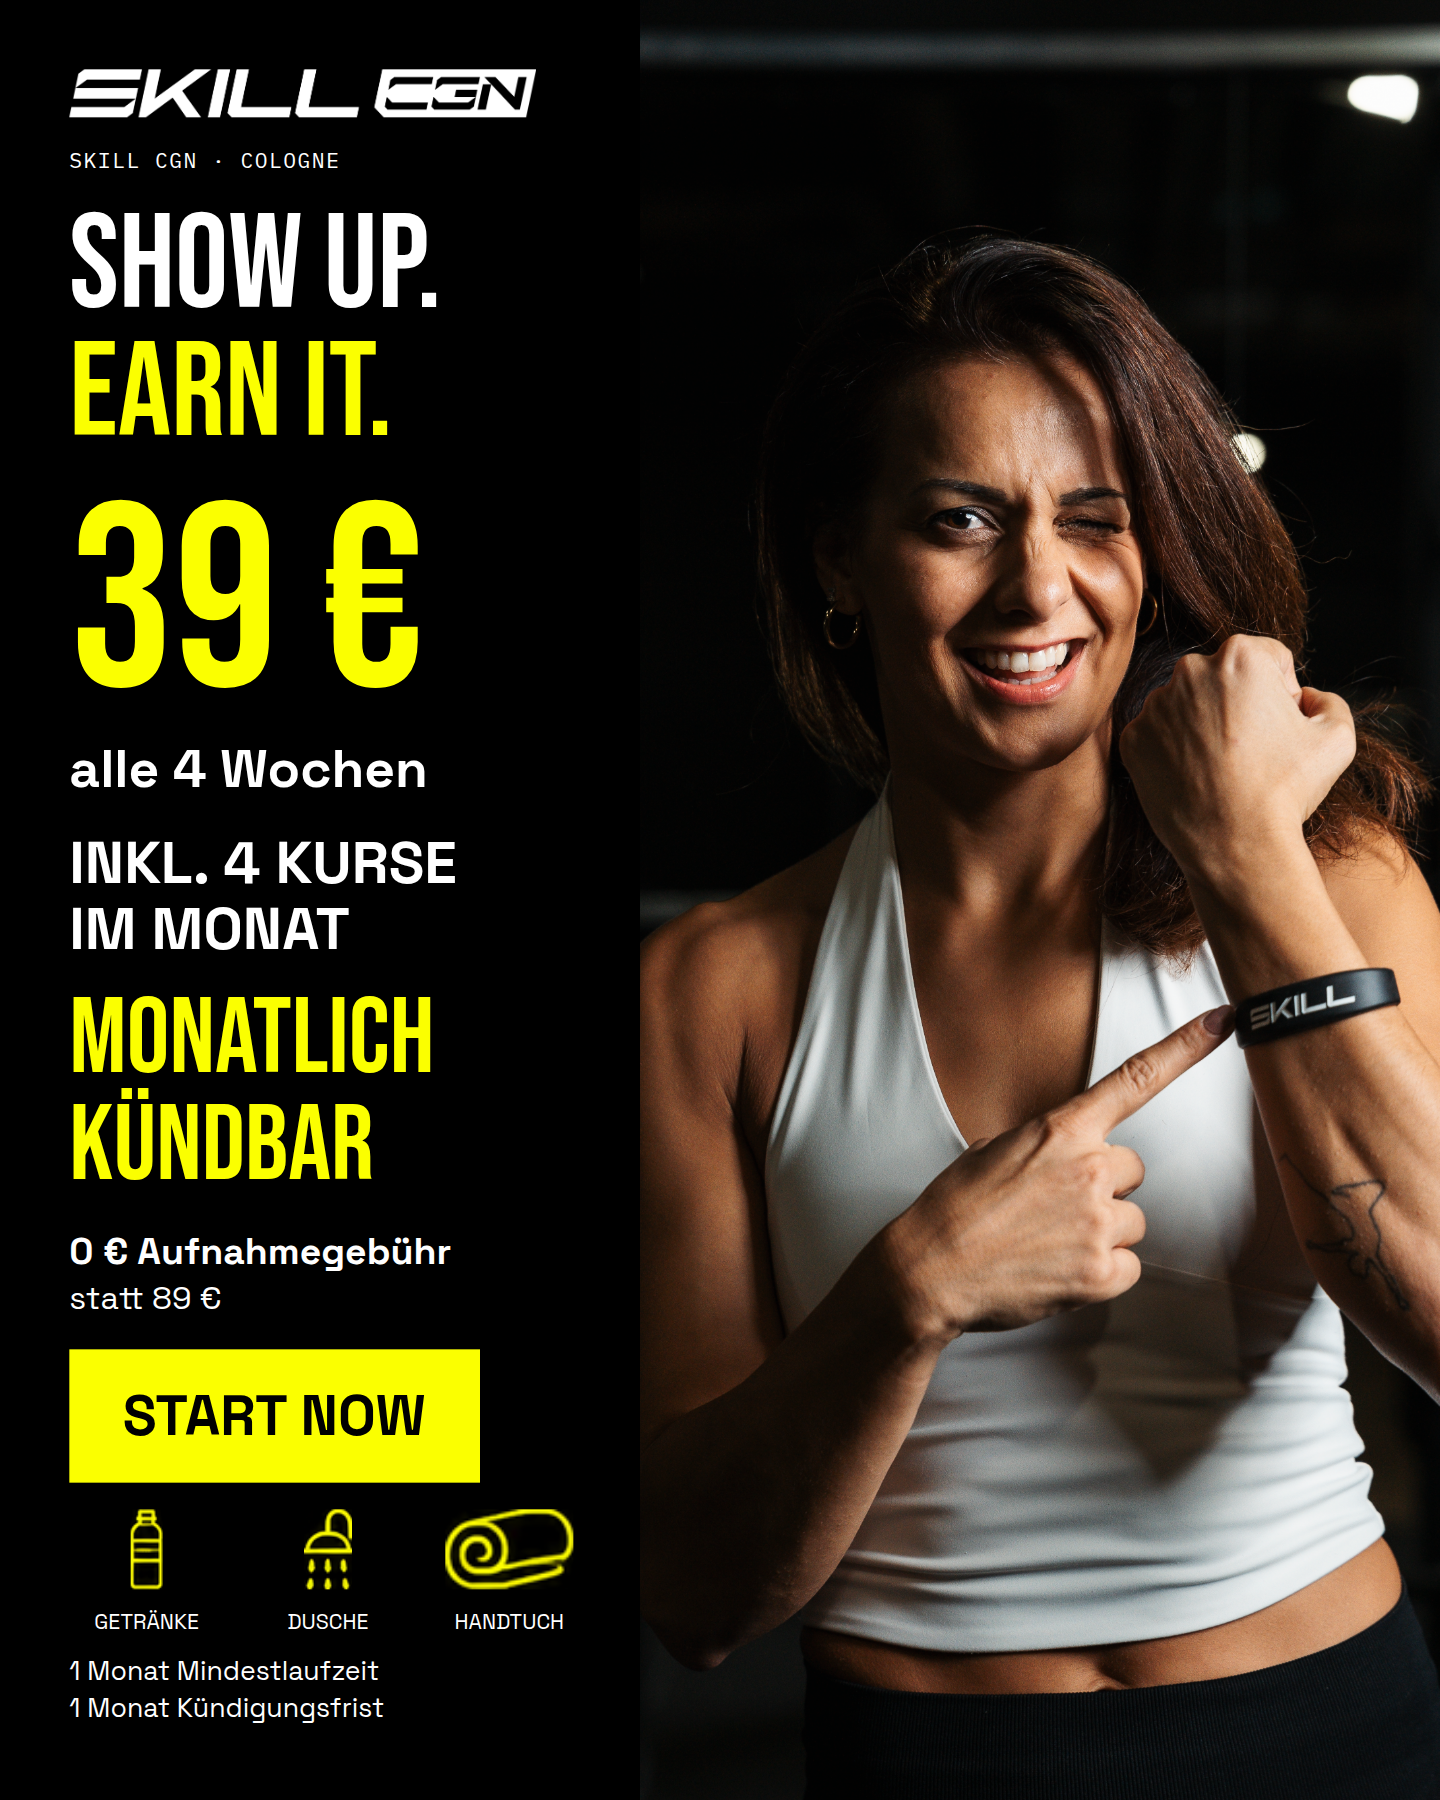 SKILL CGN
SKILL CGN · COLOGNE
SHOW UP.
EARN IT.
39 €
alle 4 Wochen
INKL. 4 KURSE
IM MONAT
MONATLICH
KÜNDBAR
0 € Aufnahmegebühr
statt 89 €
START NOW
GETRÄNKE DUSCHE HANDTUCH
1 Monat Mindestlaufzeit
1 Monat Kündigungsfrist
SKILL